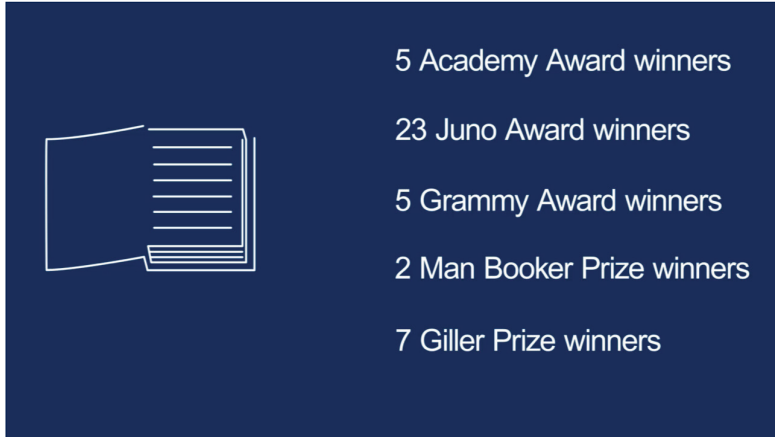 5 Academy Award winners
23 Juno Award winners
5 Grammy Award winners
2 Man Booker Prize winners
7 Giller Prize winners